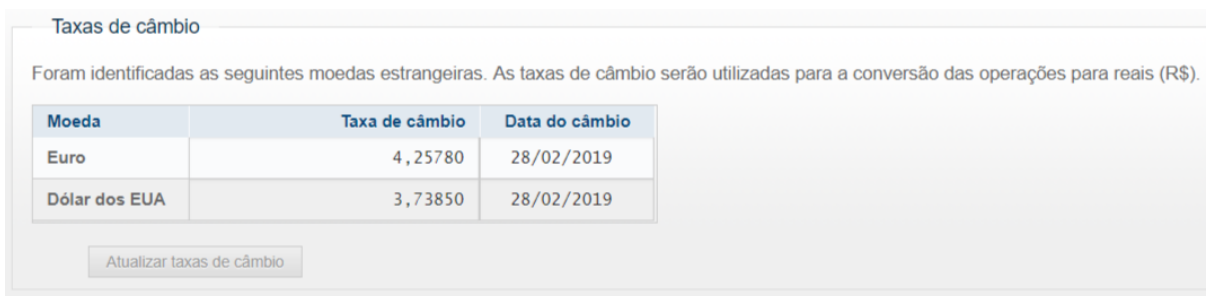 Taxas de câmbio
Foram identificadas as seguintes moedas estrangeiras. As taxas de câmbio serão utilizadas para a conversão das operações para reais (R$).
Moeda Taxa de câmbio Data do câmbio
Euro 4,25780 28/02/2019
Dólar dos EUA 3,73850 28/02/2019
Atualizar taxas de câmbio